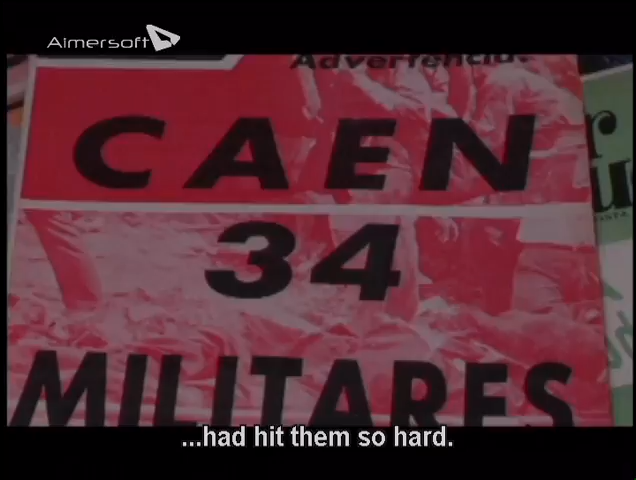 Aimersoft
Advertencia:
CAEN
34
MILITARES
...had hit them so hard.